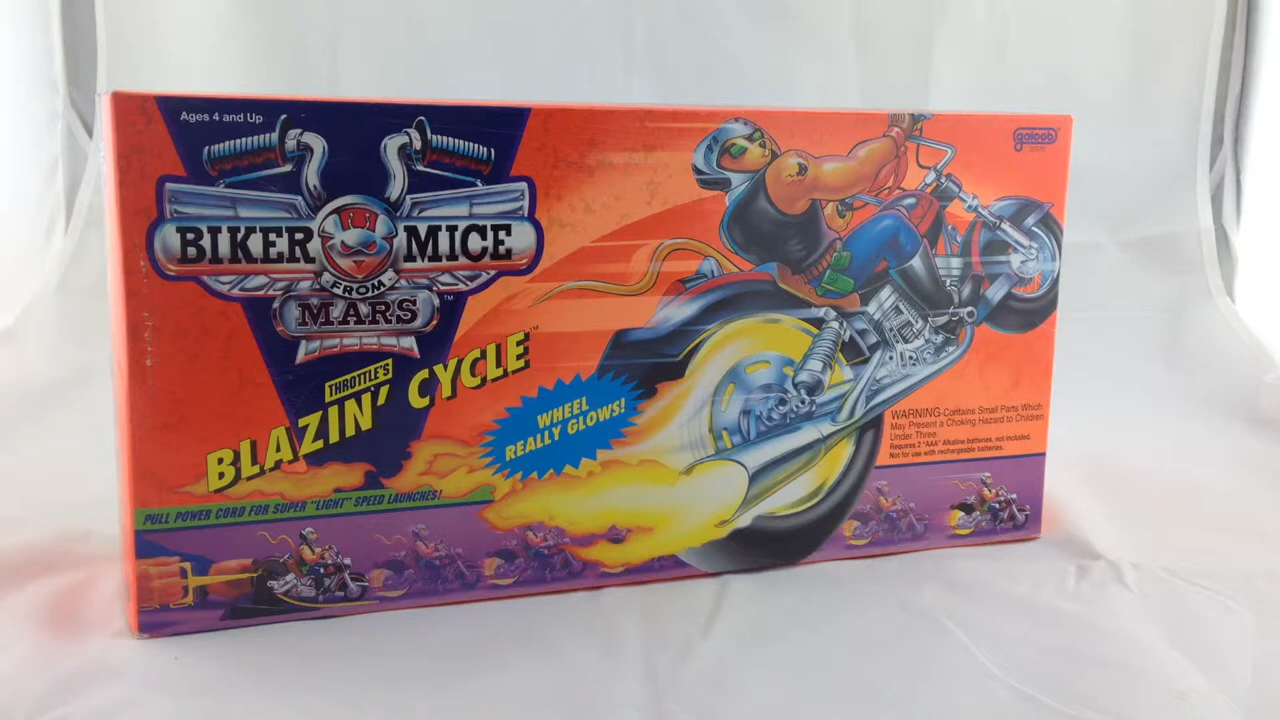 Ages 4 and Up
galoob
BIKER MICE
FROM
MARS
TM
THROTTLE'S
BLAZIN' CYCLE
TM
WHEEL
REALLY GLOWS!
WARNING-Contains Small Parts Which
May Present a Choking Hazard to Children
Under Three.
Requires 2 "AAA" Alkaline batteries, not included.
Not for use with rechargeable batteries.
PULL POWER CORD FOR SUPER "LIGHT" SPEED LAUNCHES!